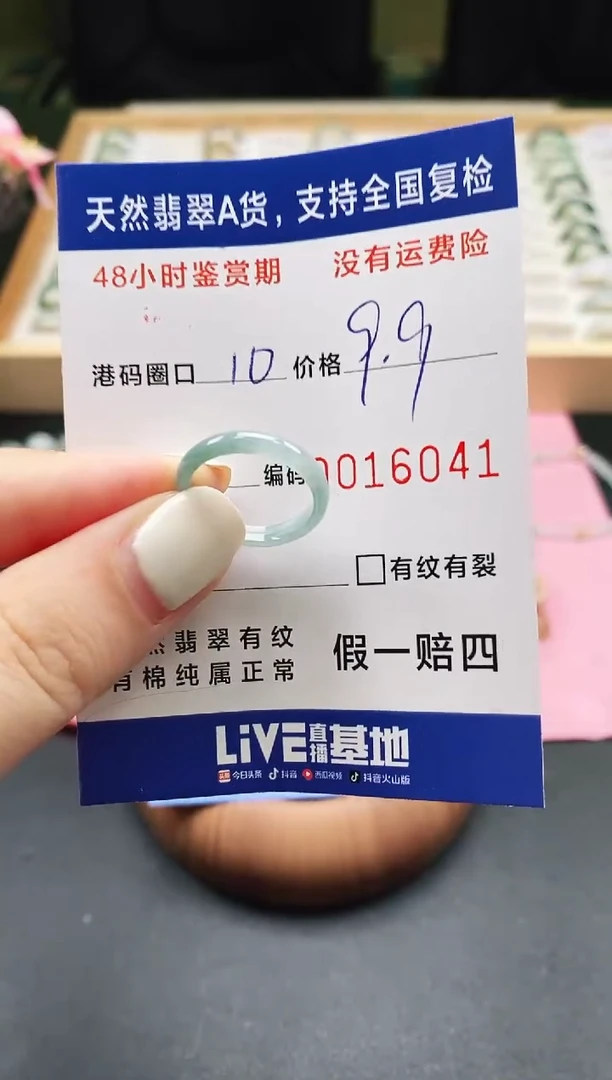 天然翡翠A货，支持全国复检
48小时鉴赏期 没有运费险
港码圈口 10 价格 9.9
编码 0016041
□有纹有裂
翡翠有纹
有棉纯属正常 假一赔四
LiVE直播基地
头条 今日头条 抖音 西瓜视频 抖音火山版